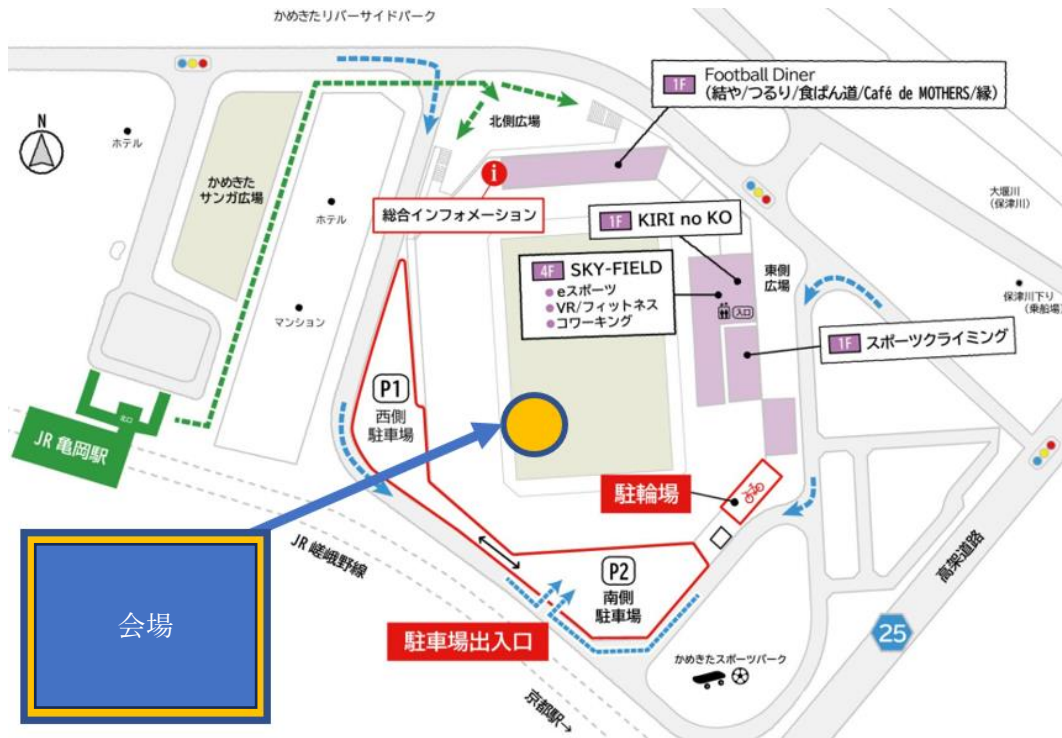 かめきたリバーサイドパーク
1F Football Diner
(結や/つるり/食ぱん道/Café de MOTHERS/縁)
N
ホテル
北側広場
かめきた
サンガ広場
i
総合インフォメーション
ホテル
1F KIRI no KO
大堰川
(保津川)
4F SKY-FIELD
eスポーツ
VR/フィットネス
コワーキング
東側
広場
入口
保津川下り
(乗船場)
マンション
1F スポーツクライミング
P1
西側
駐車場
JR 亀岡駅
駐輪場
JR 嵯峨野線
高架道路
P2
南側
駐車場
会場
駐車場出入口
25
かめきたスポーツパーク
京都駅→